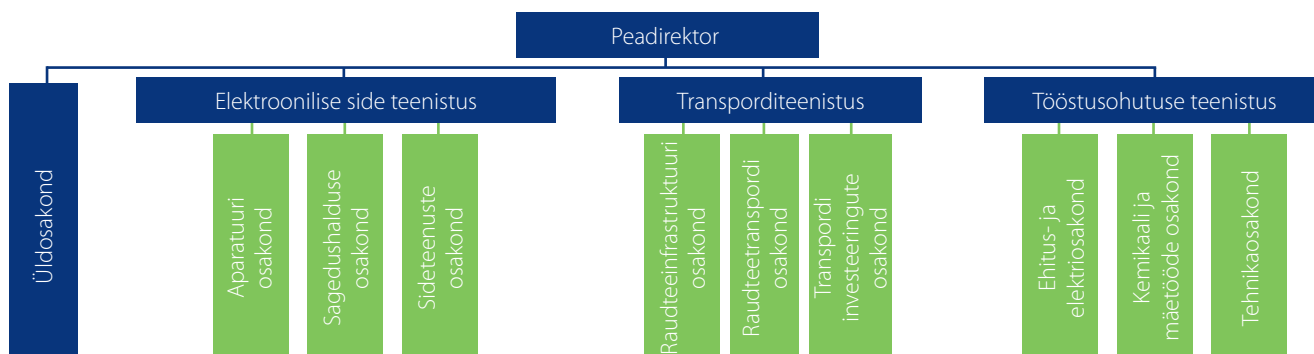 Peadirektor
Üldosakond
Elektroonilise side teenistus
Aparatuuri
osakond
Sagedushalduse
osakond
Sideteenuste
osakond
Transporditeenistus
Raudteeinfrastruktuuri
osakond
Raudteetranspordi
osakond
Transpordi
investeeringute
osakond
Tööstusohutuse teenistus
Ehitus- ja
elektriosakond
Kemikaali ja
mäetööde osakond
Tehnikaosakond